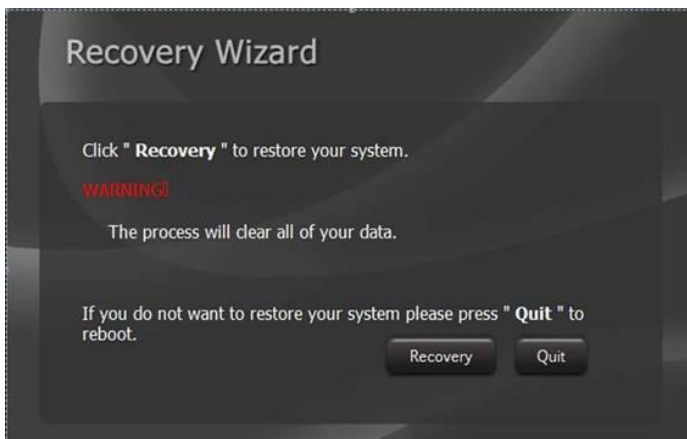 Recovery Wizard
Click " Recovery " to restore your system.
WARNING!
The process will clear all of your data.
If you do not want to restore your system please press " Quit " to
reboot.
Recovery
Quit